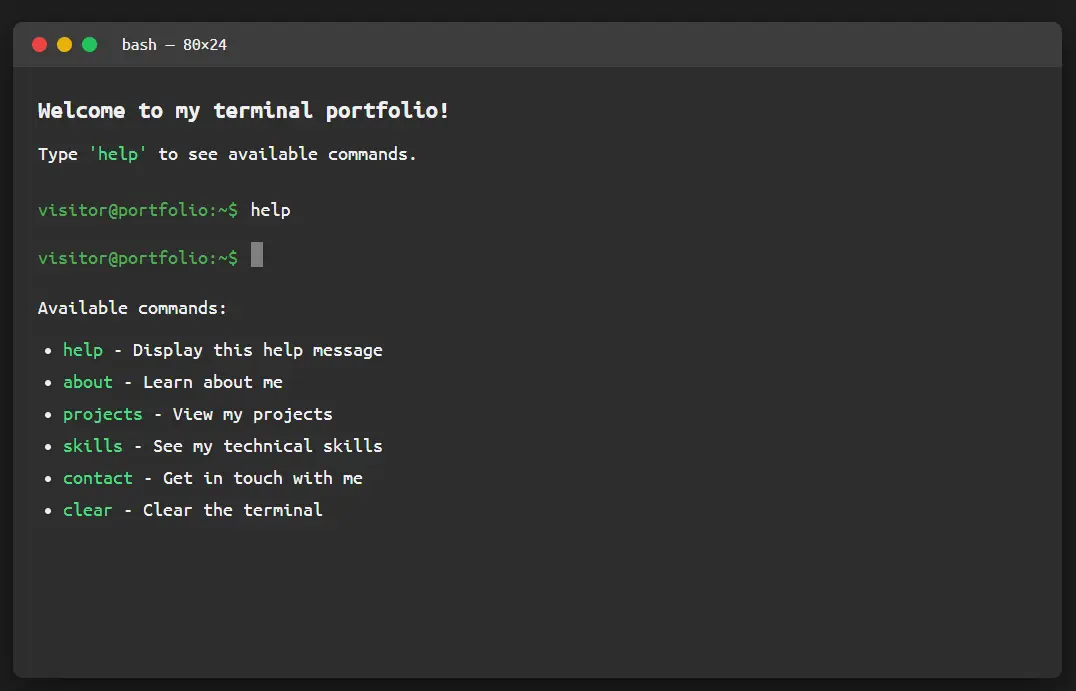 bash — 80×24
Welcome to my terminal portfolio!
Type 'help' to see available commands.
visitor@portfolio:~$ help
visitor@portfolio:~$
Available commands:
• help - Display this help message
• about - Learn about me
• projects - View my projects
• skills - See my technical skills
• contact - Get in touch with me
• clear - Clear the terminal